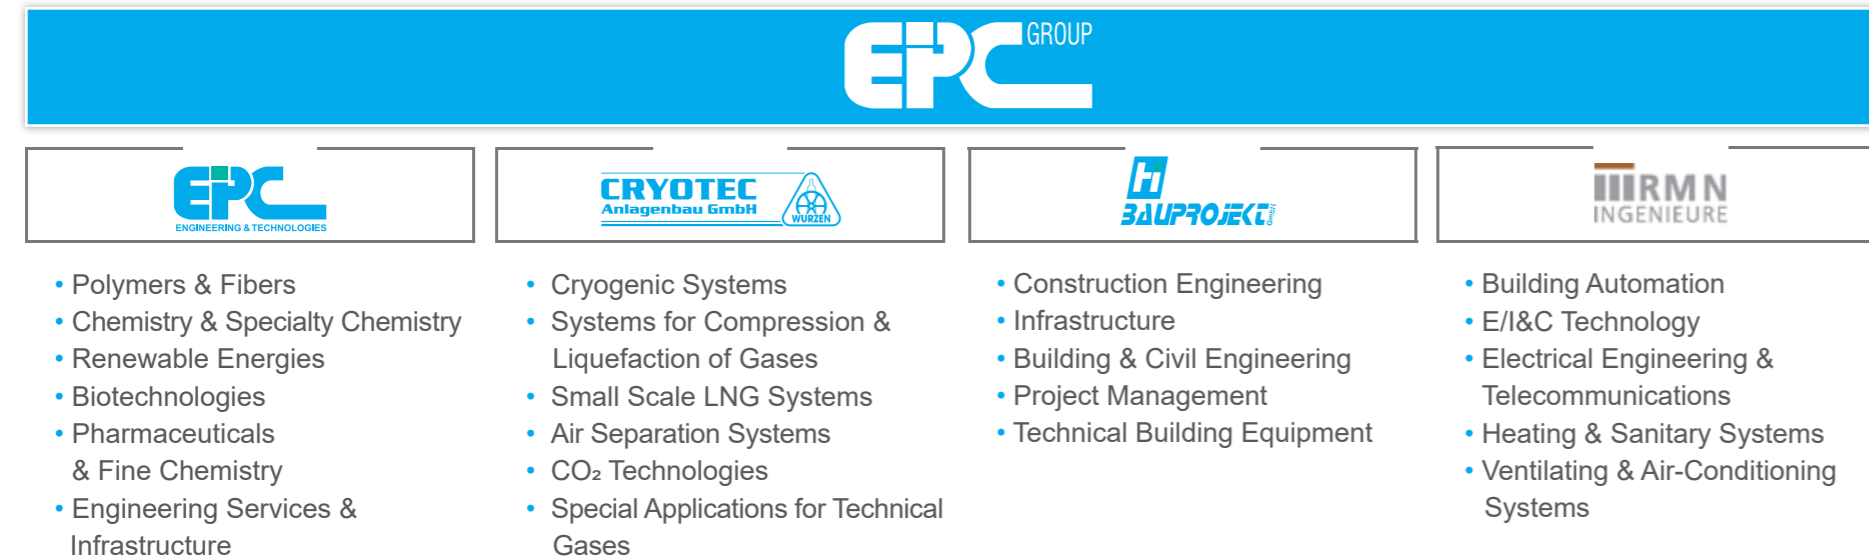 EPC GROUP
EPC
ENGINEERING & TECHNOLOGIES
• Polymers & Fibers
• Chemistry & Specialty Chemistry
• Renewable Energies
• Biotechnologies
• Pharmaceuticals
& Fine Chemistry
• Engineering Services &
Infrastructure
CRYOTEC
Anlagenbau GmbH
WURZEN
• Cryogenic Systems
• Systems for Compression &
Liquefaction of Gases
• Small Scale LNG Systems
• Air Separation Systems
• CO₂ Technologies
• Special Applications for Technical
Gases
HI
BAUPROJEKT GmbH
• Construction Engineering
• Infrastructure
• Building & Civil Engineering
• Project Management
• Technical Building Equipment
RMN
INGENIEURE
• Building Automation
• E/I&C Technology
• Electrical Engineering &
Telecommunications
• Heating & Sanitary Systems
• Ventilating & Air-Conditioning
Systems